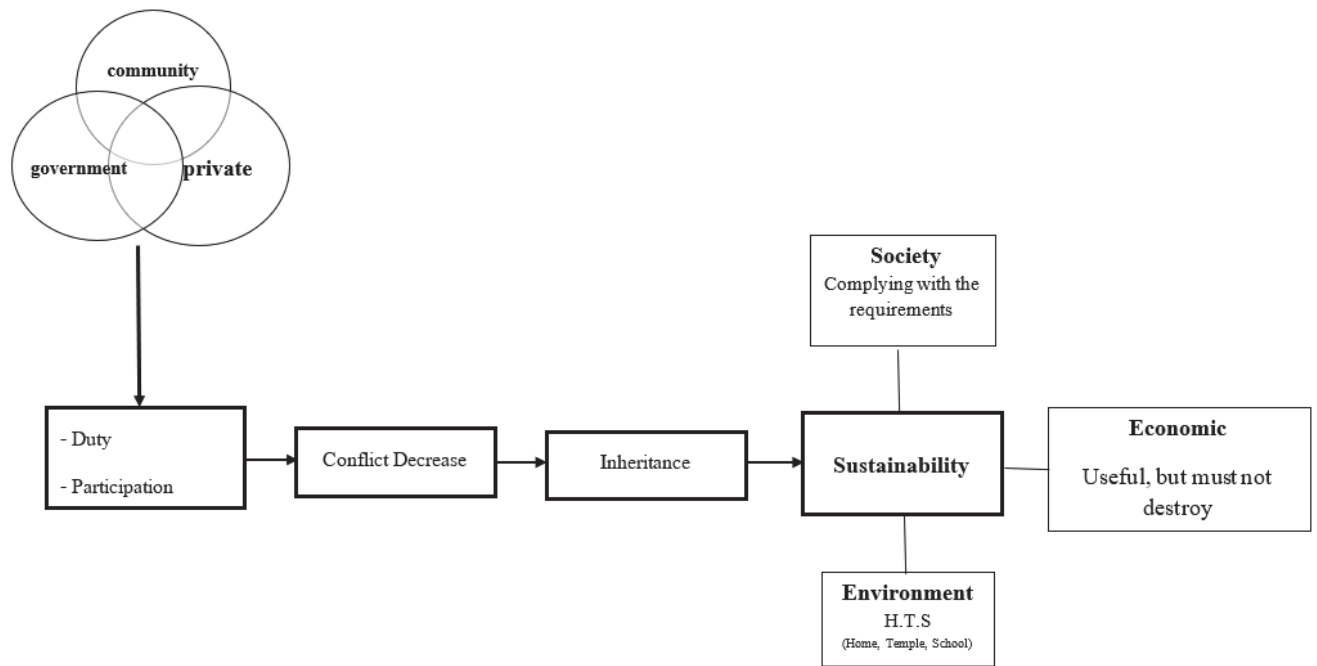 community
government
private
- Duty
- Participation
Conflict Decrease
Inheritance
Sustainability
Society
Complying with the
requirements
Economic
Useful, but must not
destroy
Environment
H.T.S
(Home, Temple, School)